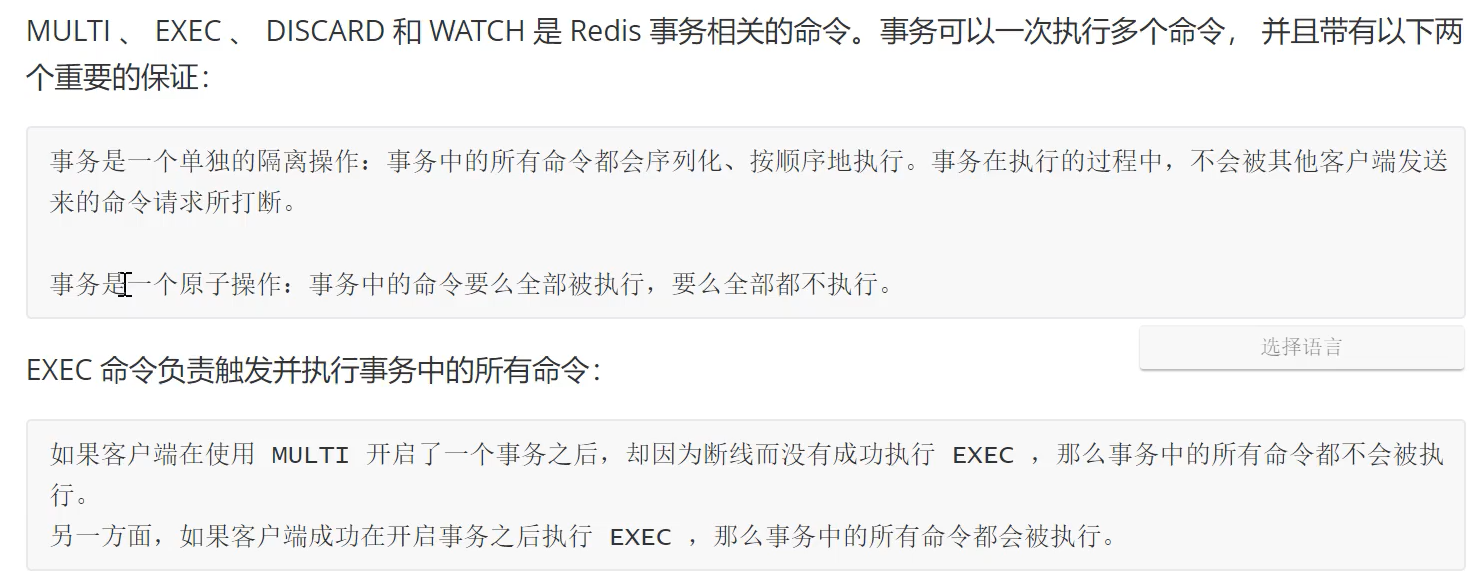 MULTI 、 EXEC 、 DISCARD 和 WATCH 是 Redis 事务相关的命令。事务可以一次执行多个命令， 并且带有以下两
个重要的保证：
事务是一个单独的隔离操作：事务中的所有命令都会序列化、按顺序地执行。事务在执行的过程中，不会被其他客户端发送
来的命令请求所打断。
事务是一个原子操作：事务中的命令要么全部被执行，要么全部都不执行。
选择语言
EXEC 命令负责触发并执行事务中的所有命令：
如果客户端在使用 MULTI 开启了一个事务之后，却因为断线而没有成功执行 EXEC ，那么事务中的所有命令都不会被执
行。
另一方面，如果客户端成功在开启事务之后执行 EXEC ，那么事务中的所有命令都会被执行。